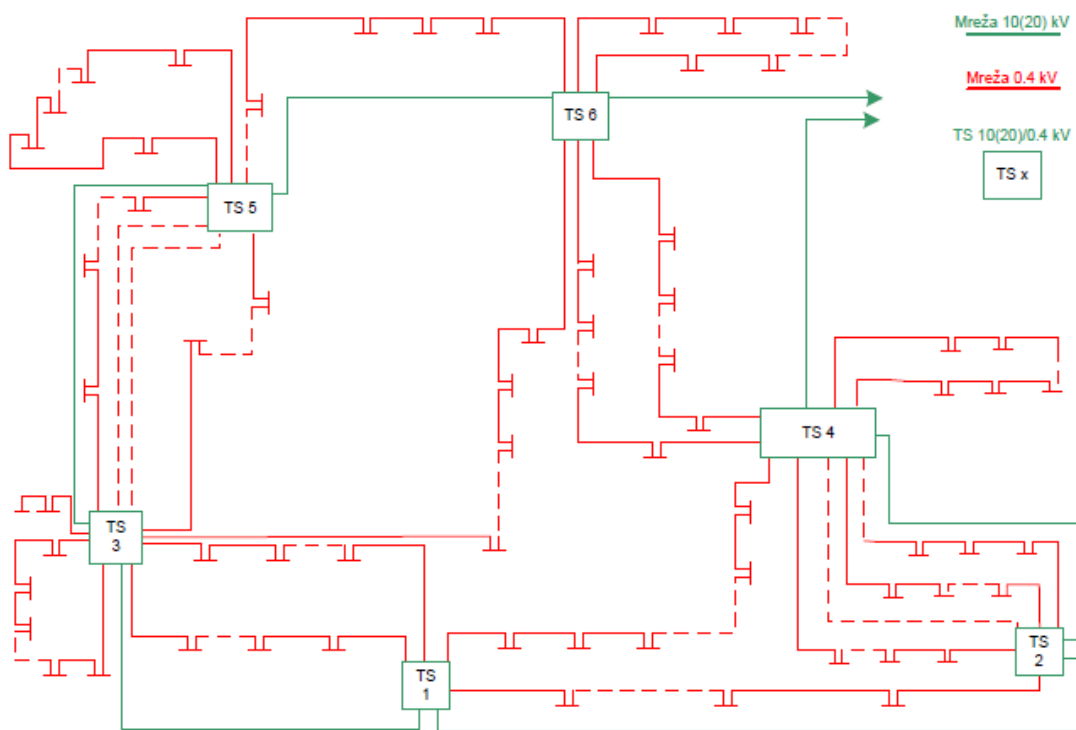 Mreža 10(20) kV
Mreža 0.4 kV
TS 10(20)/0.4 kV
TS x
TS 6
TS 5
TS 4
TS
3
TS
2
TS
1